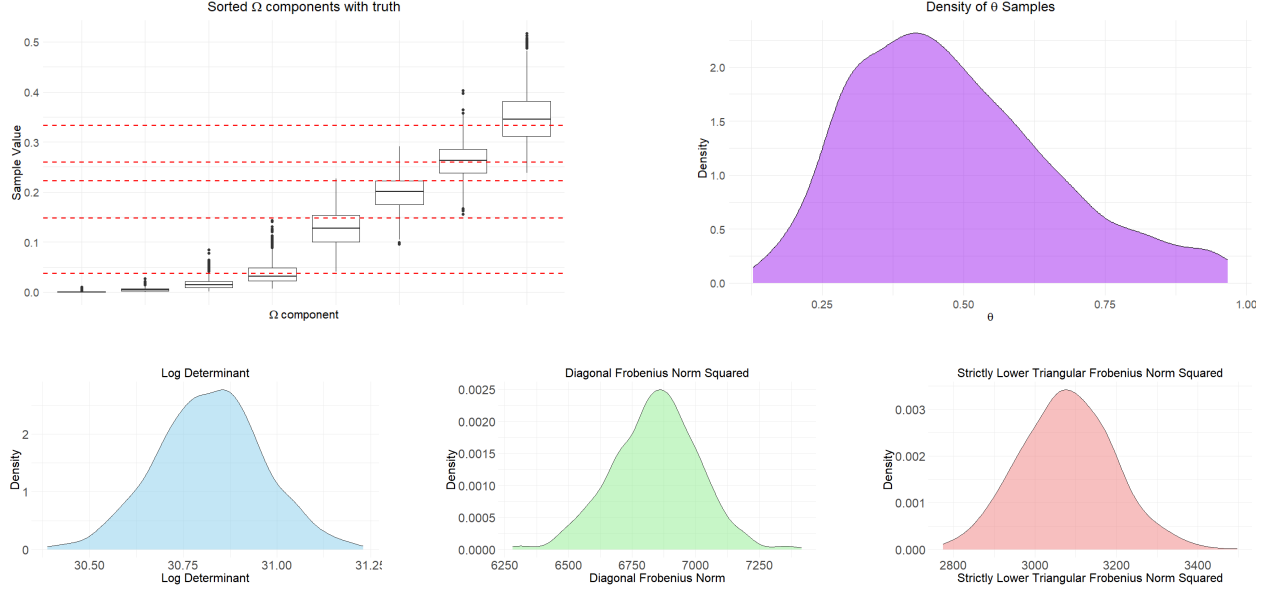 Sorted Ω components with truth
Sample Value
0.5
0.4
0.3
0.2
0.1
0.0
Ω component
Density of θ Samples
Density
2.0
1.5
1.0
0.5
0.0
0.25 0.50 0.75 1.00
θ
Log Determinant
Density
2
1
0
30.50 30.75 31.00 31.25
Log Determinant
Diagonal Frobenius Norm Squared
Density
0.0025
0.0020
0.0015
0.0010
0.0005
0.0000
6250 6500 6750 7000 7250
Diagonal Frobenius Norm
Strictly Lower Triangular Frobenius Norm Squared
Density
0.003
0.002
0.001
0.000
2800 3000 3200 3400
Strictly Lower Triangular Frobenius Norm Squared